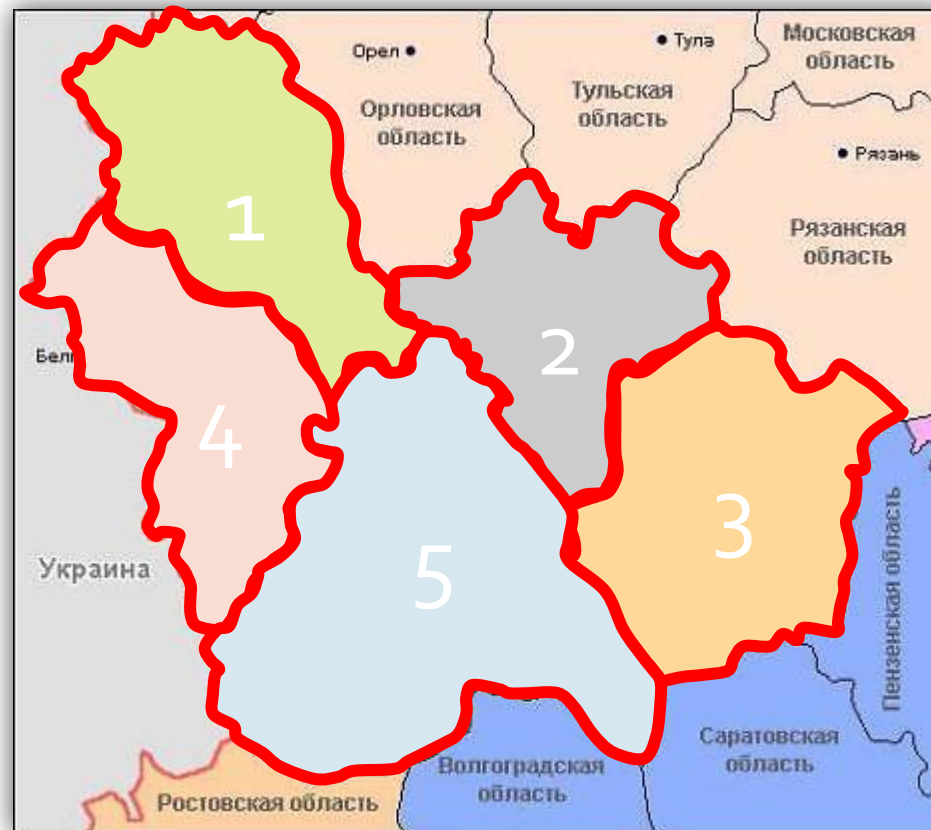 Московская
область
Орел
Тула
Орловская
область
Тульская
область
Рязань
1
Рязанская
область
2
Бел
4
3
5
Украина
Пензенская область
Саратовская
область
Волгоградская
область
Ростовская область